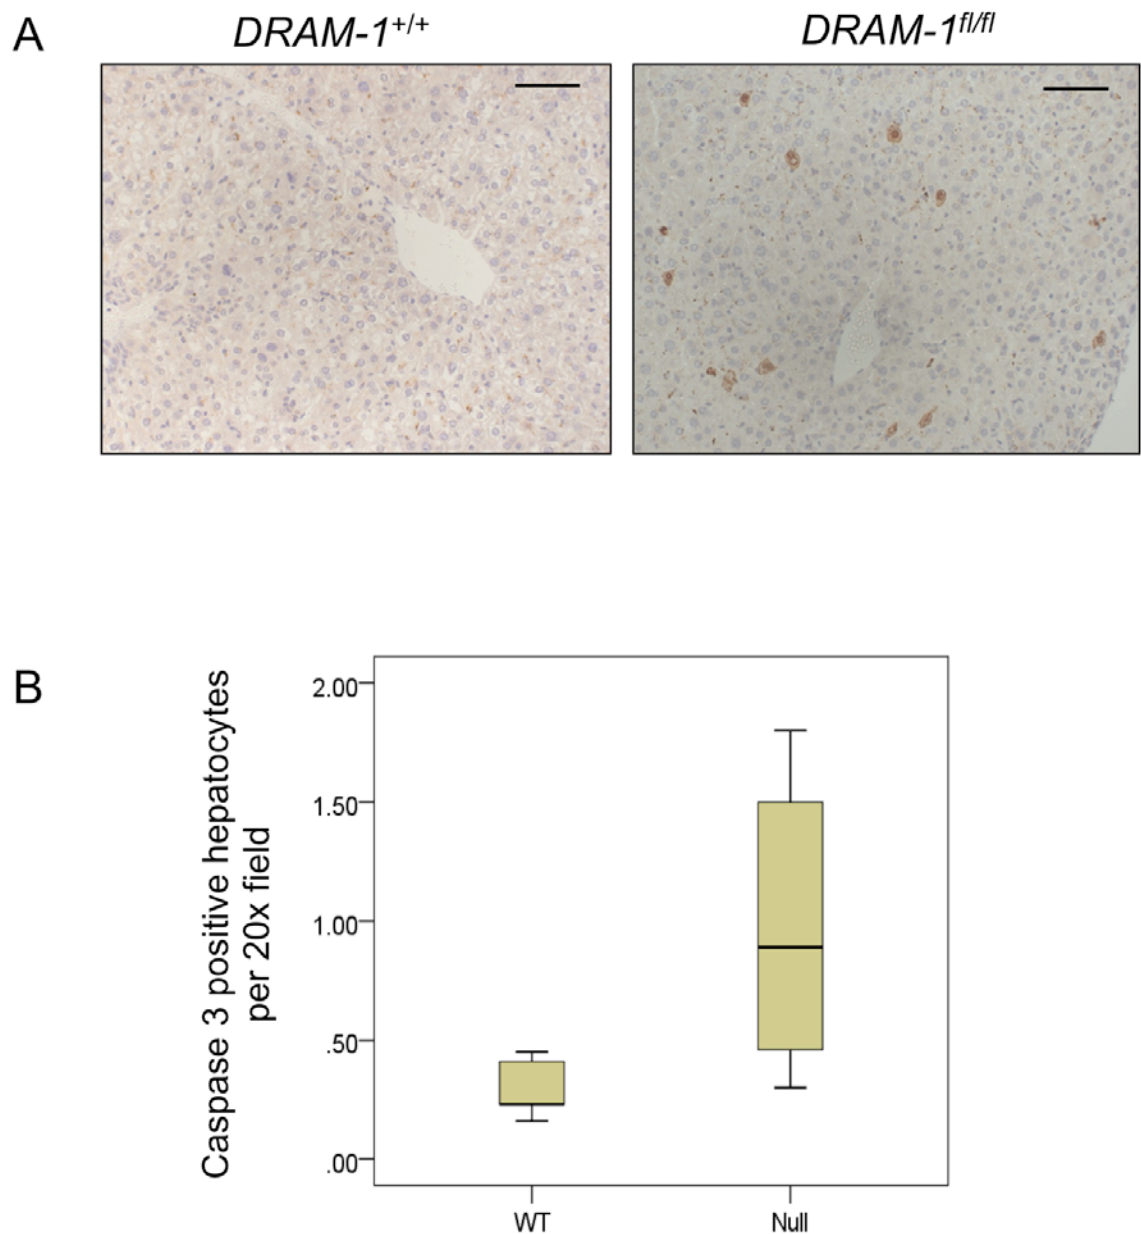 A
DRAM-1+/+
DRAM-1fl/fl
B
Caspase 3 positive hepatocytes
per 20x field
2.00
1.50
1.00
.50
.00
WT
Null